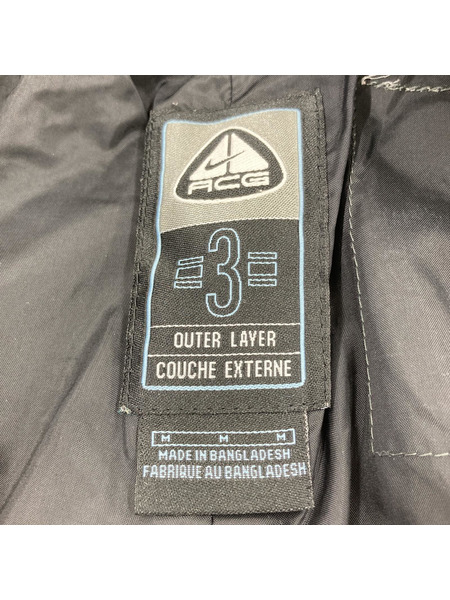 ACG
3
OUTER LAYER
COUCHE EXTERNE
M M M
MADE IN BANGLADESH
FABRIQUE AU BANGLADESH